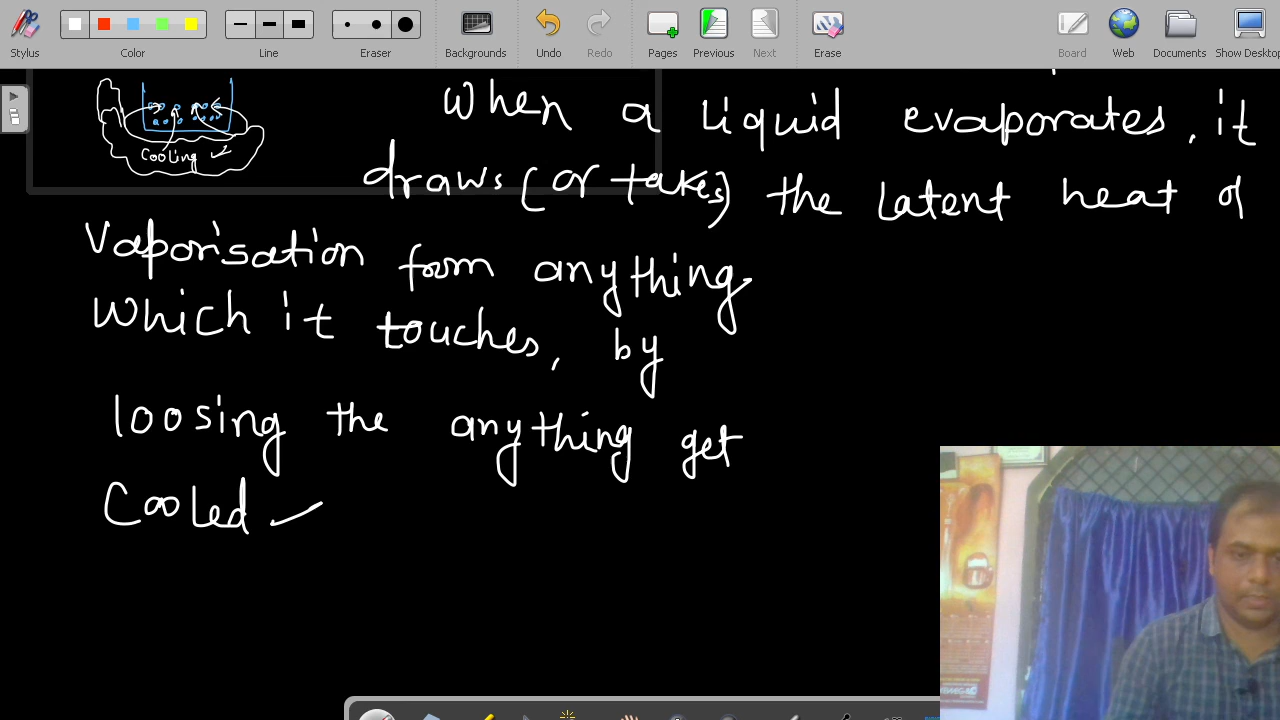 Stylus
Color
Line
Eraser
Backgrounds
Undo
Redo
Pages
Previous
Next
Erase
Board
Web
Documents
Show Desktop
Cooling
When a liquid evaporates, it
draws (or takes) the latent heat of
Vaporisation from anything
which it touches, by
loosing the anything get
Cooled